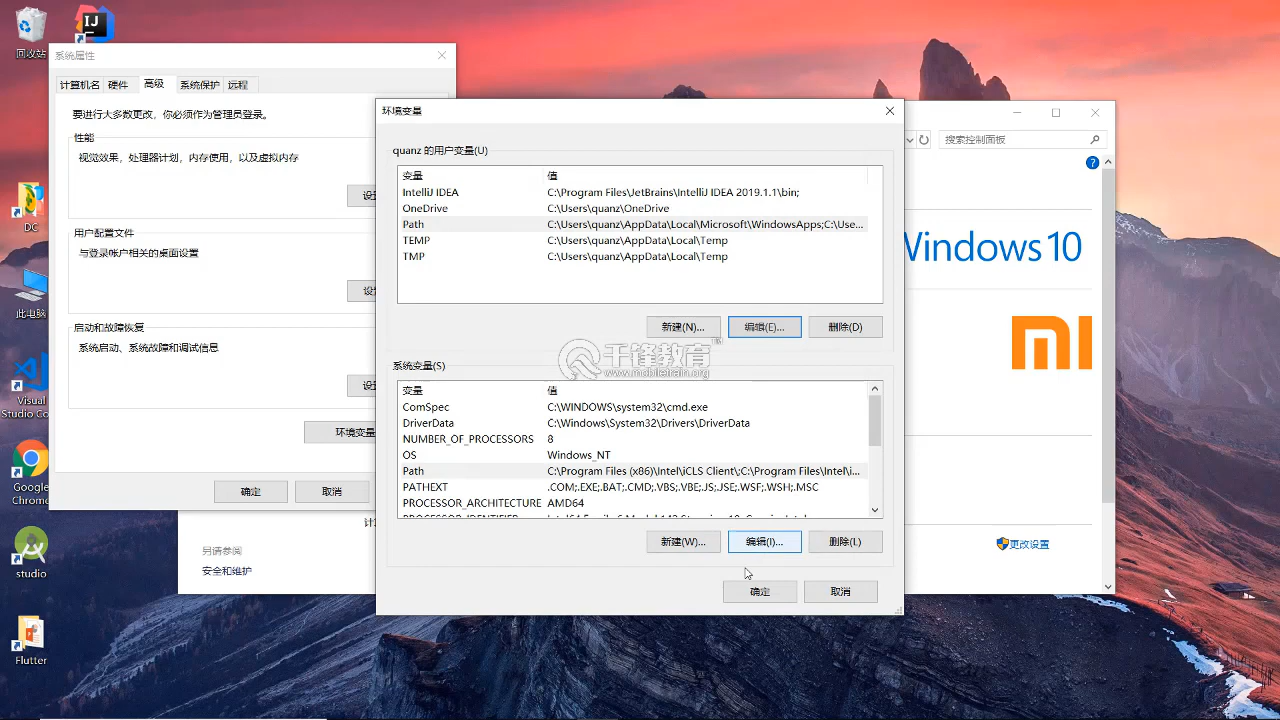 回收站
IJ
系统属性
计算机名
硬件
高级
系统保护
远程
要进行大多数更改，你必须作为管理员登录。
性能
视觉效果，处理器计划，内存使用，以及虚拟内存
用户配置文件
与登录帐户相关的桌面设置
启动和故障恢复
系统启动、系统故障和调试信息
环境变量
确定
取消
环境变量
quanz 的用户变量(U)
变量 值
IntelliJ IDEA C:\Program Files\JetBrains\IntelliJ IDEA 2019.1.1\bin;
OneDrive C:\Users\quanz\OneDrive
Path C:\Users\quanz\AppData\Local\Microsoft\WindowsApps;C:\Use...
TEMP C:\Users\quanz\AppData\Local\Temp
TMP C:\Users\quanz\AppData\Local\Temp
新建(N)...
编辑(E)...
删除(D)
千锋教育
TM
www.mobiletrain.org
系统变量(S)
变量 值
ComSpec C:\WINDOWS\system32\cmd.exe
DriverData C:\Windows\System32\Drivers\DriverData
NUMBER_OF_PROCESSORS 8
OS Windows_NT
Path C:\Program Files (x86)\Intel\iCLS Client\;C:\Program Files\Intel\i...
PATHEXT .COM;.EXE;.BAT;.CMD;.VBS;.VBE;.JS;.JSE;.WSF;.WSH;.MSC
PROCESSOR_ARCHITECTURE AMD64
新建(W)...
编辑(I)...
删除(L)
确定
取消
搜索控制面板
?
Windows 10
更改设置
另请参阅
安全和维护
DC
此电脑
Visual
Studio Co
Google
Chrome
studio
Flutter